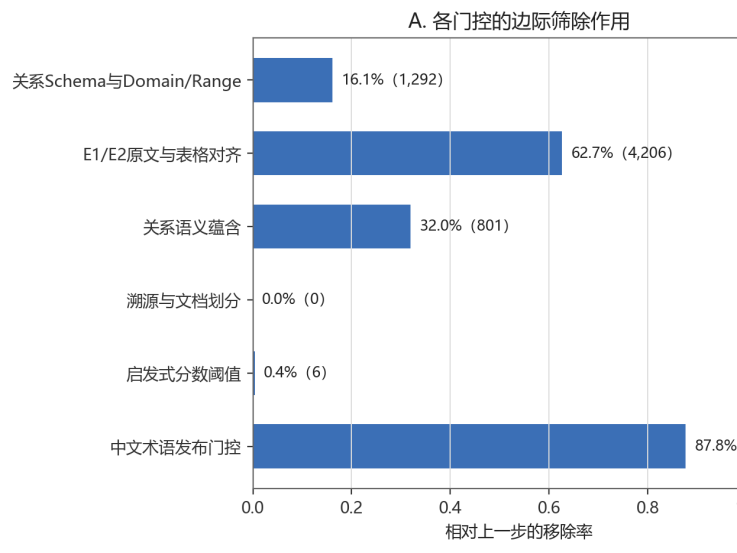 A. 各门控的边际筛除作用
关系Schema与Domain/Range
16.1%（1,292）
E1/E2原文与表格对齐
62.7%（4,206）
关系语义蕴含
32.0%（801）
溯源与文档划分
0.0%（0）
启发式分数阈值
0.4%（6）
中文术语发布门控
87.8%
0.0 0.2 0.4 0.6 0.8
相对上一步的移除率